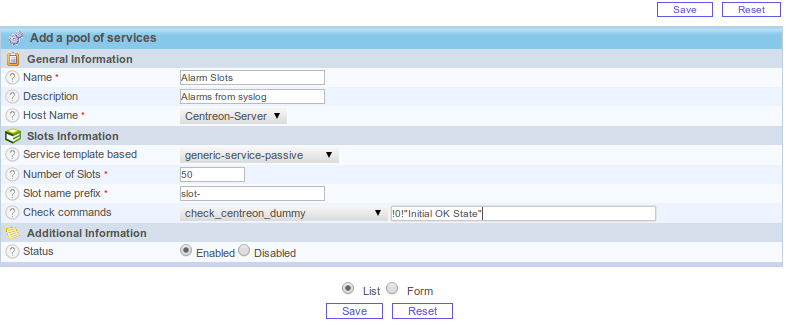 Save Reset
Add a pool of services
General Information
? Name * Alarm Slots
? Description Alarms from syslog
? Host Name * Centreon-Server ▼
Slots Information
? Service template based generic-service-passive ▼
? Number of Slots * 50
? Slot name prefix * slot-
? Check commands check_centreon_dummy ▼ !0!"Initial OK State"
Additional Information
? Status Enabled Disabled
List Form
Save Reset